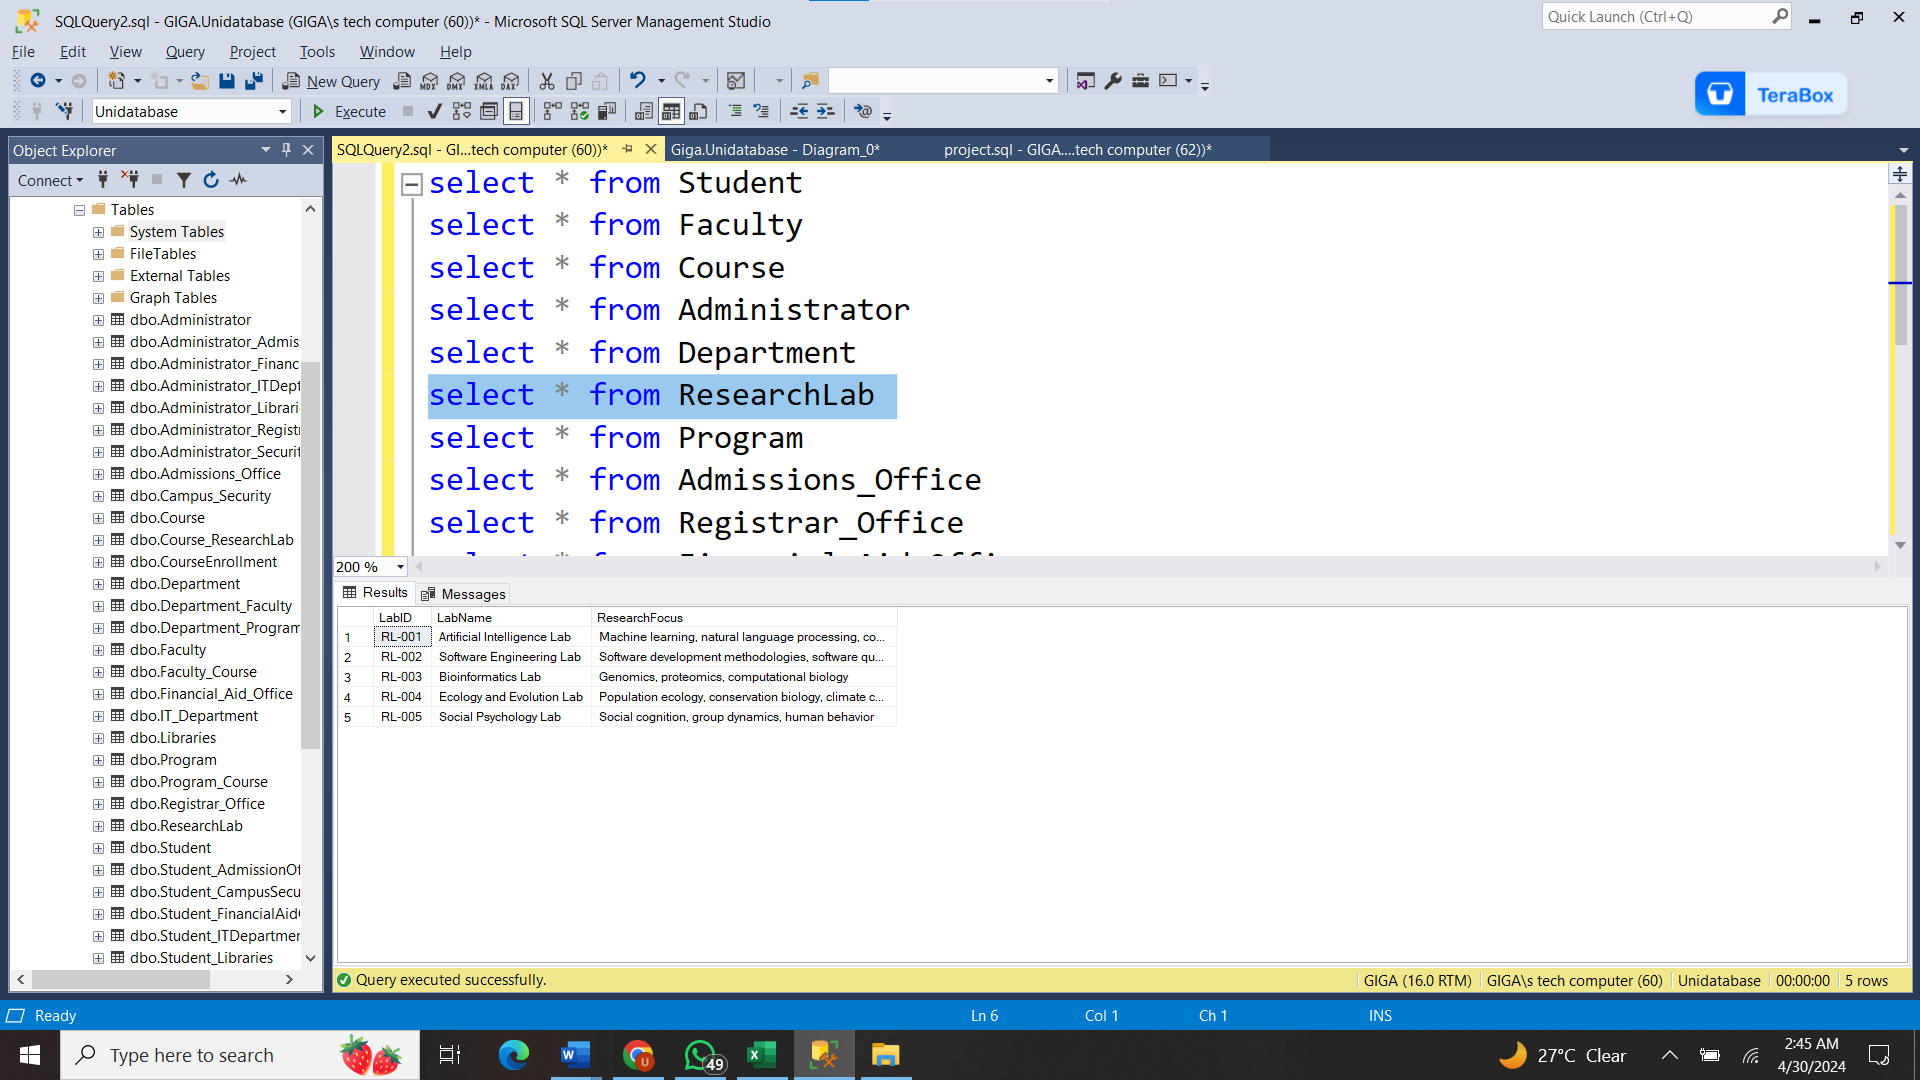 SQLQuery2.sql - GIGA.Unidatabase (GIGA\s tech computer (60))* - Microsoft SQL Server Management Studio
Quick Launch (Ctrl+Q)
File Edit View Query Project Tools Window Help
New Query
MDX DMX XMLA DAX
TeraBox
Unidatabase
Execute
Object Explorer
Connect
Tables
System Tables
FileTables
External Tables
Graph Tables
dbo.Administrator
dbo.Administrator_Admis
dbo.Administrator_Financ
dbo.Administrator_ITDept
dbo.Administrator_Librari
dbo.Administrator_Registr
dbo.Administrator_Securit
dbo.Admissions_Office
dbo.Campus_Security
dbo.Course
dbo.Course_ResearchLab
dbo.CourseEnrollment
dbo.Department
dbo.Department_Faculty
dbo.Department_Program
dbo.Faculty
dbo.Faculty_Course
dbo.Financial_Aid_Office
dbo.IT_Department
dbo.Libraries
dbo.Program
dbo.Program_Course
dbo.Registrar_Office
dbo.ResearchLab
dbo.Student
dbo.Student_AdmissionOf
dbo.Student_CampusSecu
dbo.Student_FinancialAid
dbo.Student_ITDepartmer
dbo.Student_Libraries
SQLQuery2.sql - GI...tech computer (60))* Giga.Unidatabase - Diagram_0* project.sql - GIGA....tech computer (62))*
select * from Student
select * from Faculty
select * from Course
select * from Administrator
select * from Department
select * from ResearchLab
select * from Program
select * from Admissions_Office
select * from Registrar_Office
200 %
Results Messages
LabID LabName ResearchFocus
1 RL-001 Artificial Intelligence Lab Machine learning, natural language processing, co...
2 RL-002 Software Engineering Lab Software development methodologies, software qu...
3 RL-003 Bioinformatics Lab Genomics, proteomics, computational biology
4 RL-004 Ecology and Evolution Lab Population ecology, conservation biology, climate c...
5 RL-005 Social Psychology Lab Social cognition, group dynamics, human behavior
Query executed successfully. GIGA (16.0 RTM) GIGA\s tech computer (60) Unidatabase 00:00:00 5 rows
Ready Ln 6 Col 1 Ch 1 INS
Type here to search
49
27°C Clear
2:45 AM
4/30/2024